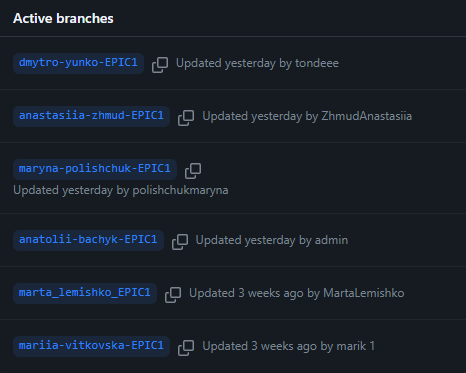 Active branches
dmytro-yunko-EPIC1 Updated yesterday by tondeee
anastasiia-zhmud-EPIC1 Updated yesterday by ZhmudAnastasiia
maryna-polishchuk-EPIC1
Updated yesterday by polishchukmaryna
anatolii-bachyk-EPIC1 Updated yesterday by admin
marta_lemishko_EPIC1 Updated 3 weeks ago by MartaLemishko
mariia-vitkovska-EPIC1 Updated 3 weeks ago by marik 1